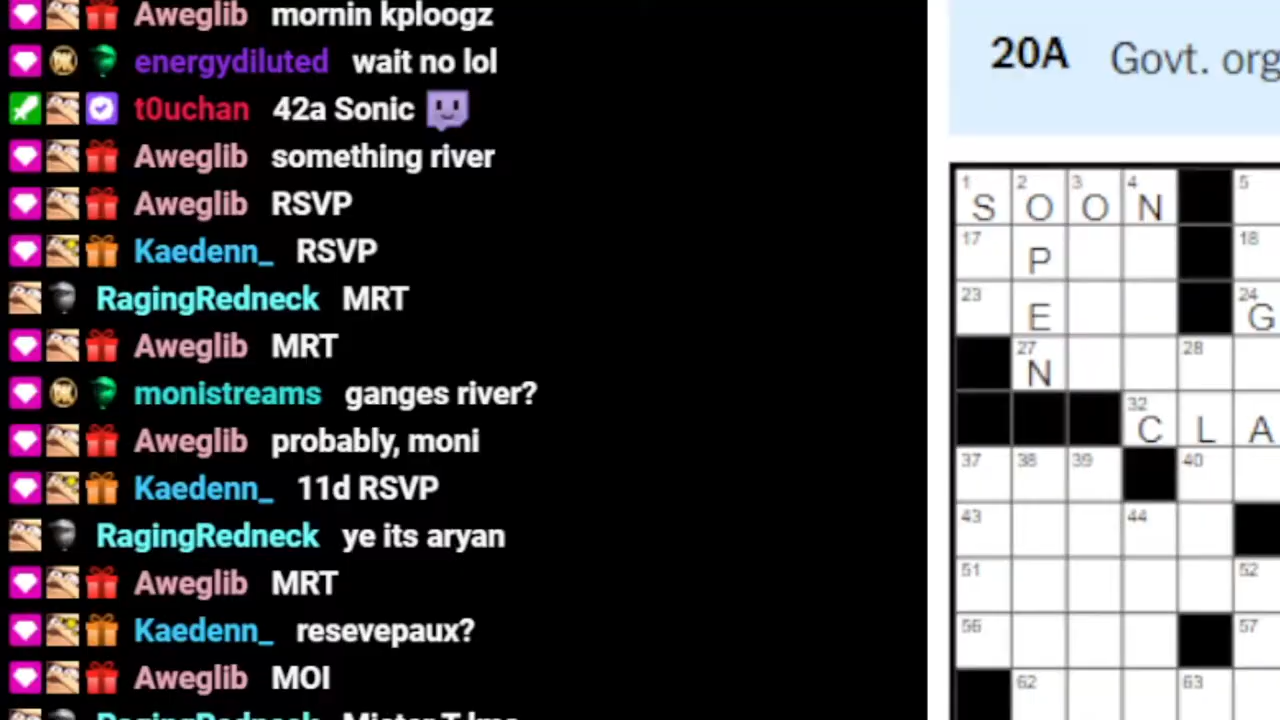 Aweglib mornin kploogz
energydiluted wait no lol
t0uchan 42a Sonic
Aweglib something river
Aweglib RSVP
Kaedenn_ RSVP
RagingRedneck MRT
Aweglib MRT
monistreams ganges river?
Aweglib probably, moni
Kaedenn_ 11d RSVP
RagingRedneck ye its aryan
Aweglib MRT
Kaedenn_ resevepaux?
Aweglib MOI
RagingRedneck Mister T
20A Govt. org
1 S 2 O 3 O 4 N 5
17 P 18
23 E 24 G
27 N 28
32 C L A
37 38 39 40
43 44
51 52
56 57
62 63